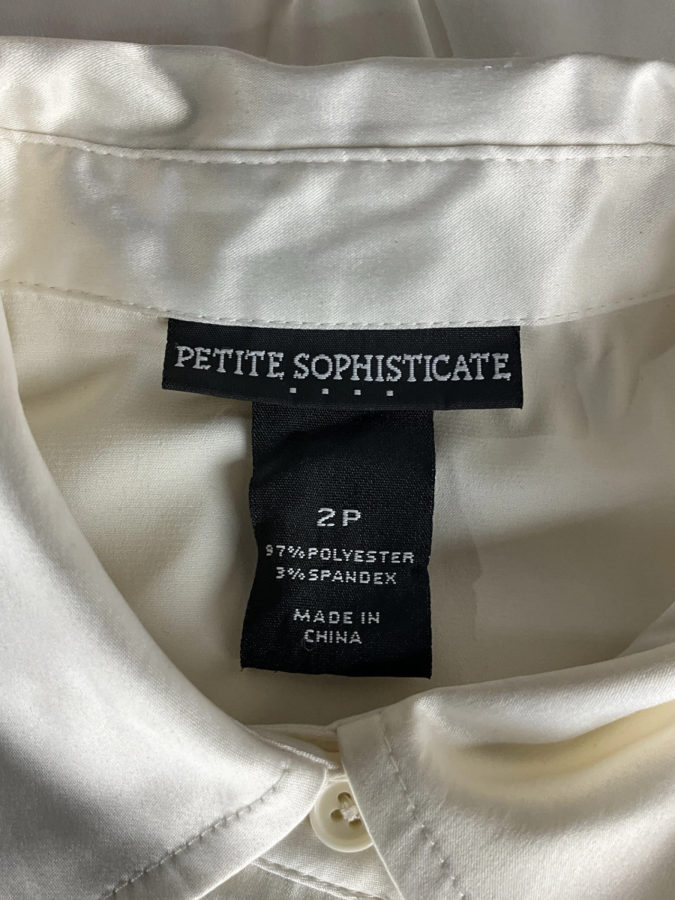 PETITE SOPHISTICATE
2P
97% POLYESTER
3% SPANDEX
MADE IN
CHINA